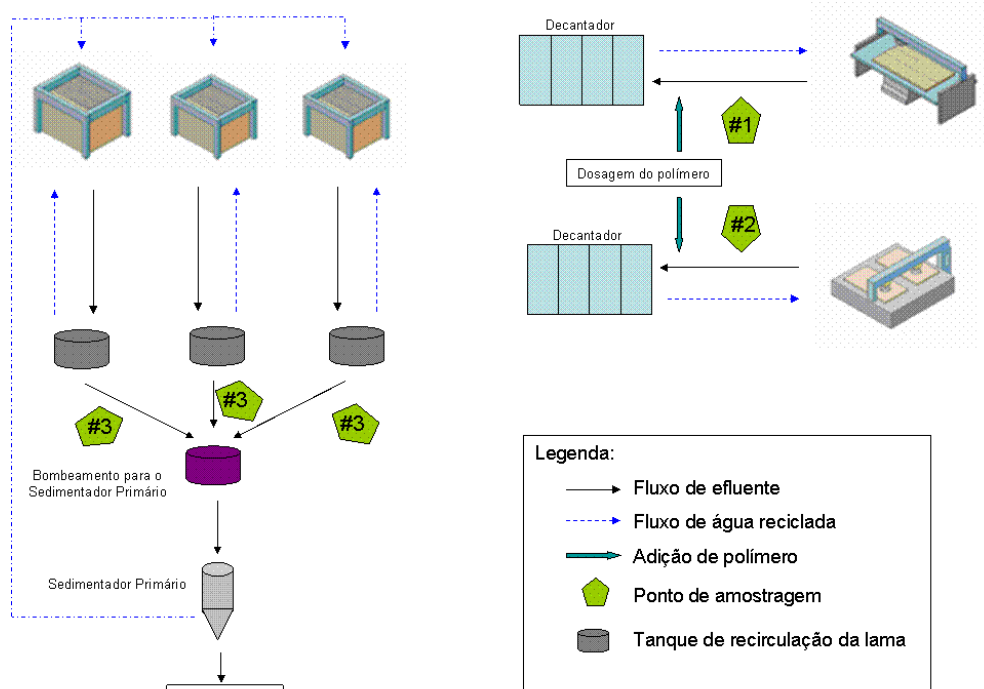 Decantador
#1
Dosagem do polímero
#2
Decantador
#3
#3
#3
Bombeamento para o
Sedimentador Primário
Sedimentador Primário
Legenda:
Fluxo de efluente
Fluxo de água reciclada
Adição de polímero
Ponto de amostragem
Tanque de recirculação da lama